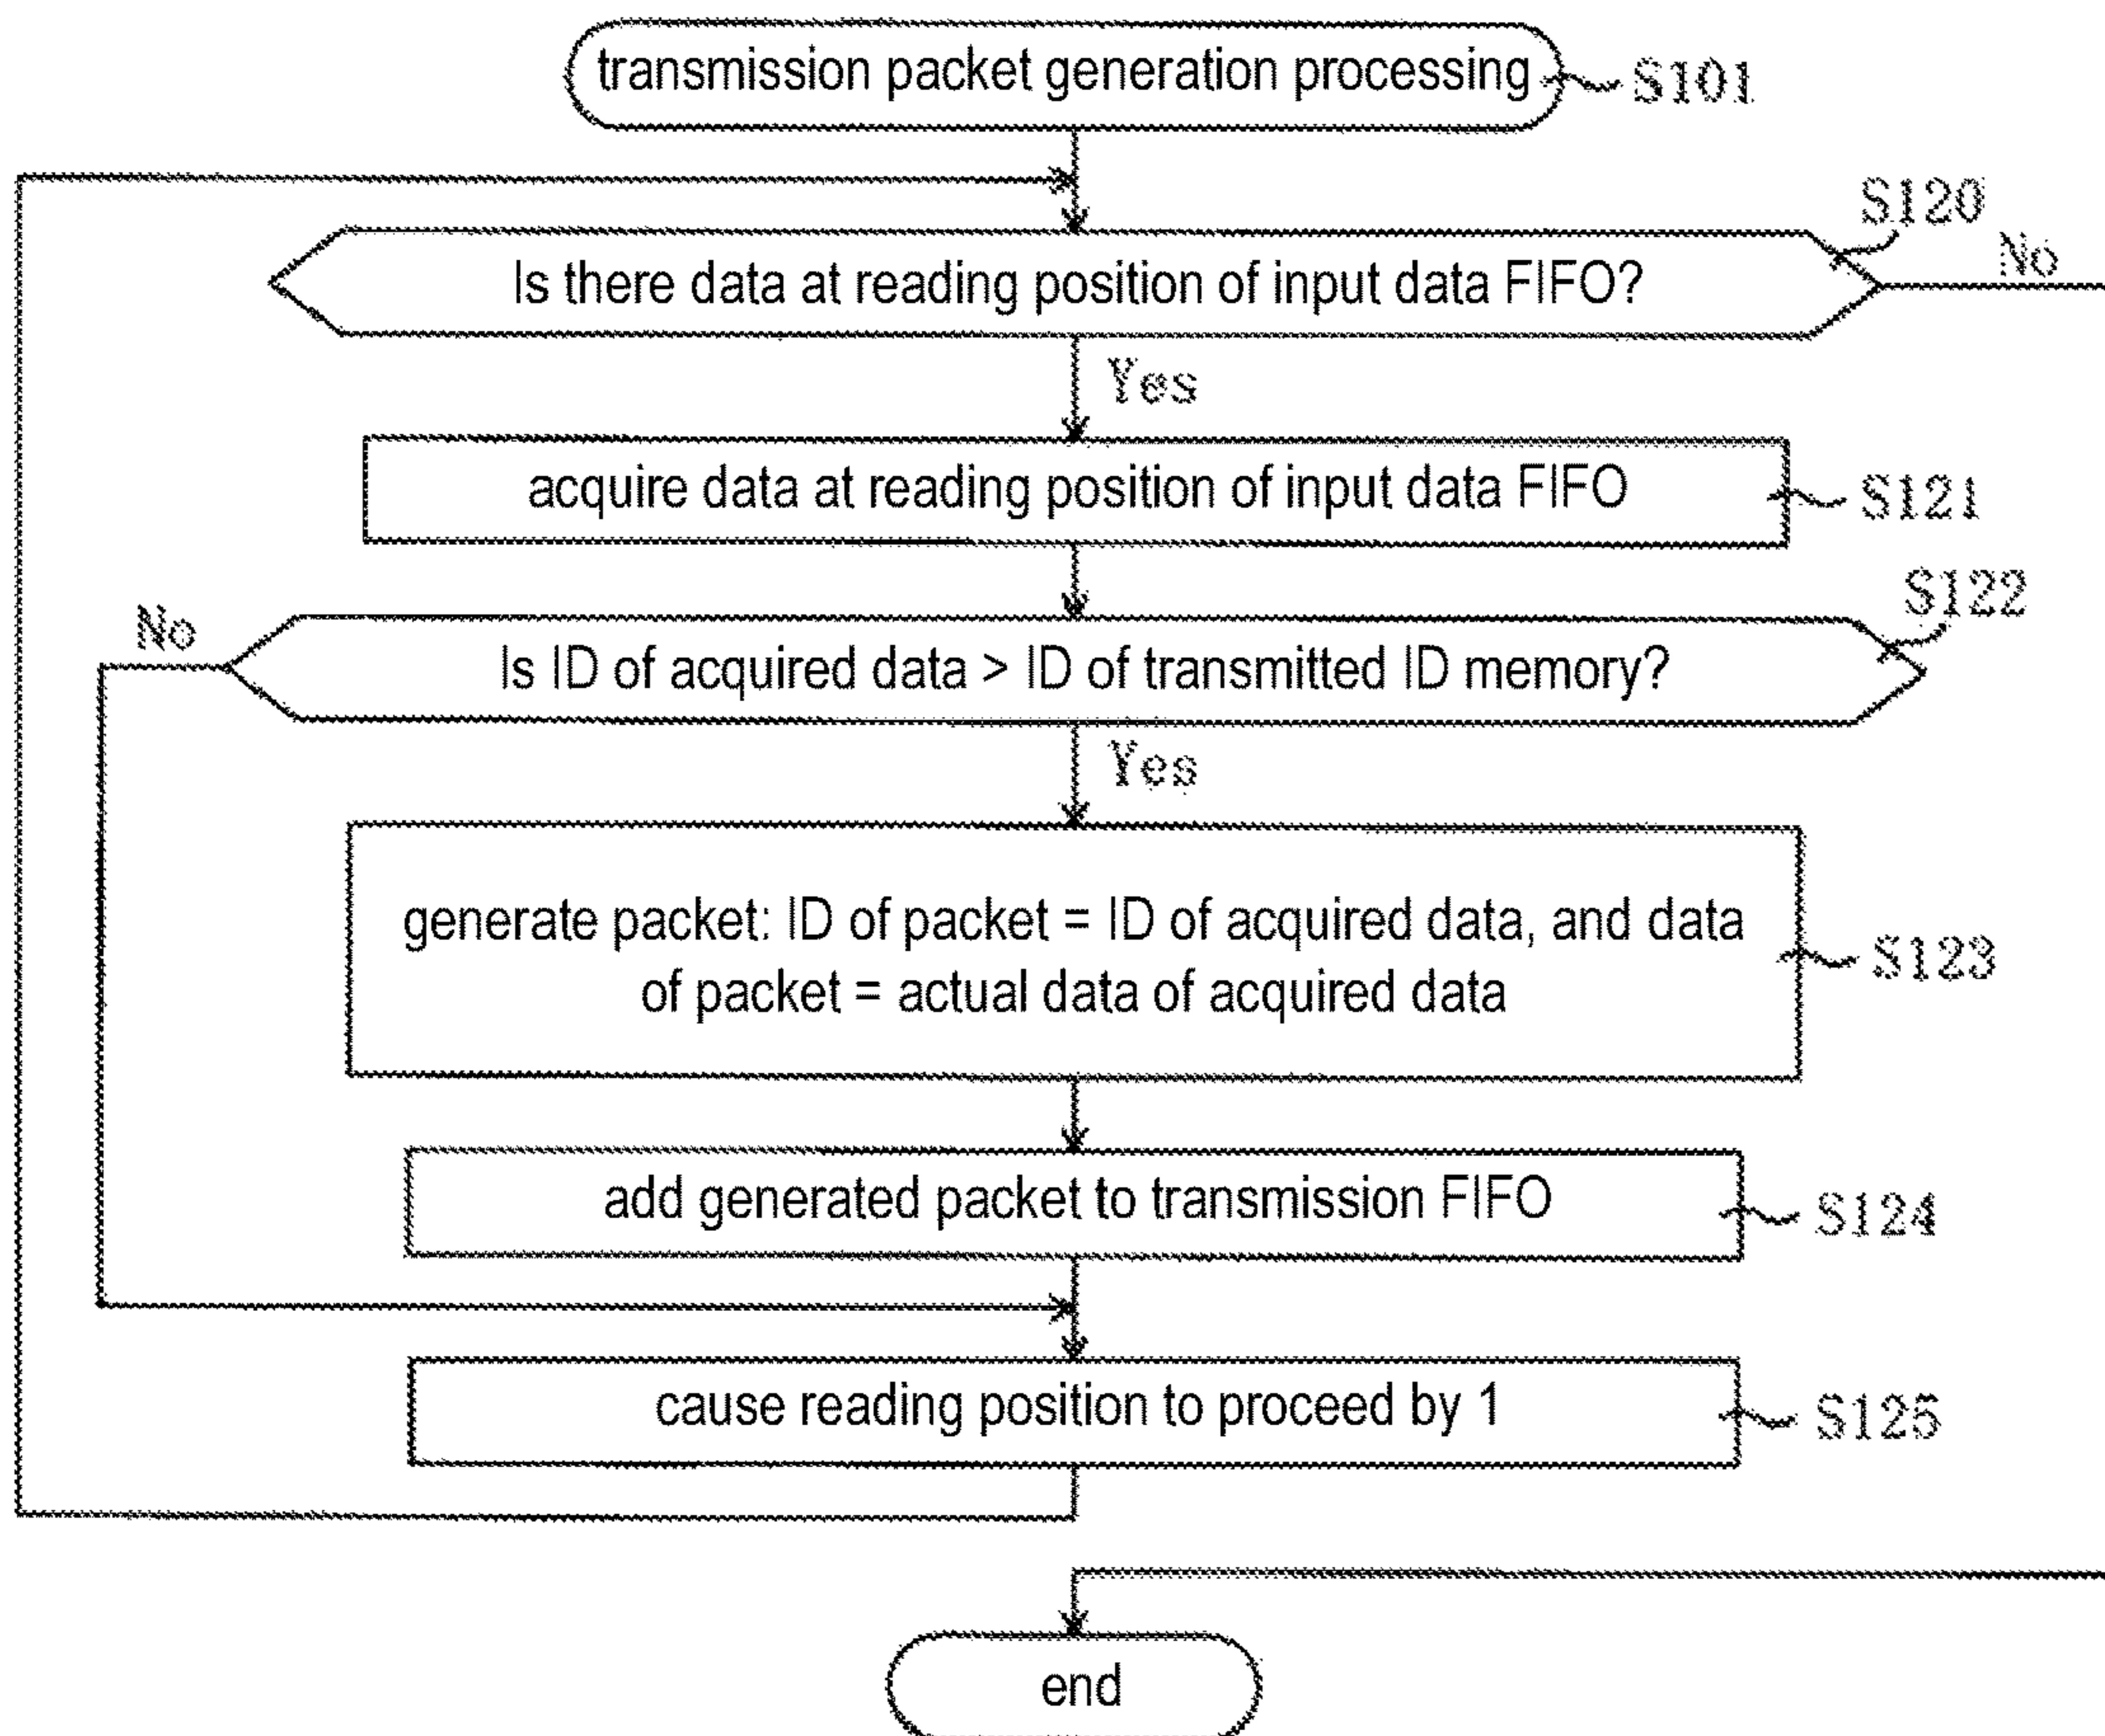 transmission packet generation processing
S101
S120
No
Is there data at reading position of input data FIFO?
Yes
acquire data at reading position of input data FIFO
S121
S122
No
Is ID of acquired data > ID of transmitted ID memory?
Yes
generate packet: ID of packet = ID of acquired data, and data
of packet = actual data of acquired data
S123
add generated packet to transmission FIFO
S124
cause reading position to proceed by 1
S125
end